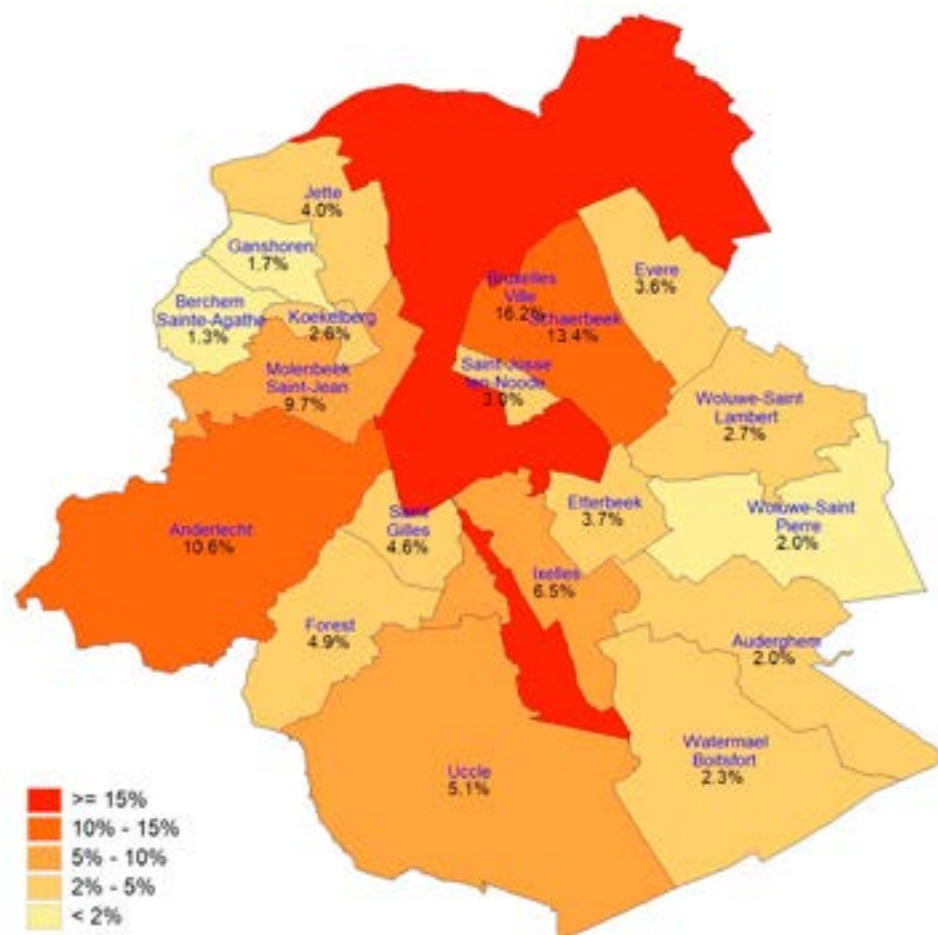 Jette
4.0%
Ganshoren
1.7%
Berchem
Sainte-Agathe
1.3%
Koekelberg
2.6%
Molenbeek
Saint-Jean
9.7%
Bruxelles
Ville
16.2%
Schaerbeek
13.4%
Evere
3.6%
Saint-Josse
ten-Noode
3.0%
Woluwe-Saint
Lambert
2.7%
Woluwe-Saint
Pierre
2.0%
Etterbeek
3.7%
Anderlecht
10.6%
Saint
Gilles
4.6%
Ixelles
6.5%
Forest
4.9%
Auderghem
2.0%
Watermael
Boitsfort
2.3%
Uccle
5.1%
>= 15%
10% - 15%
5% - 10%
2% - 5%
< 2%